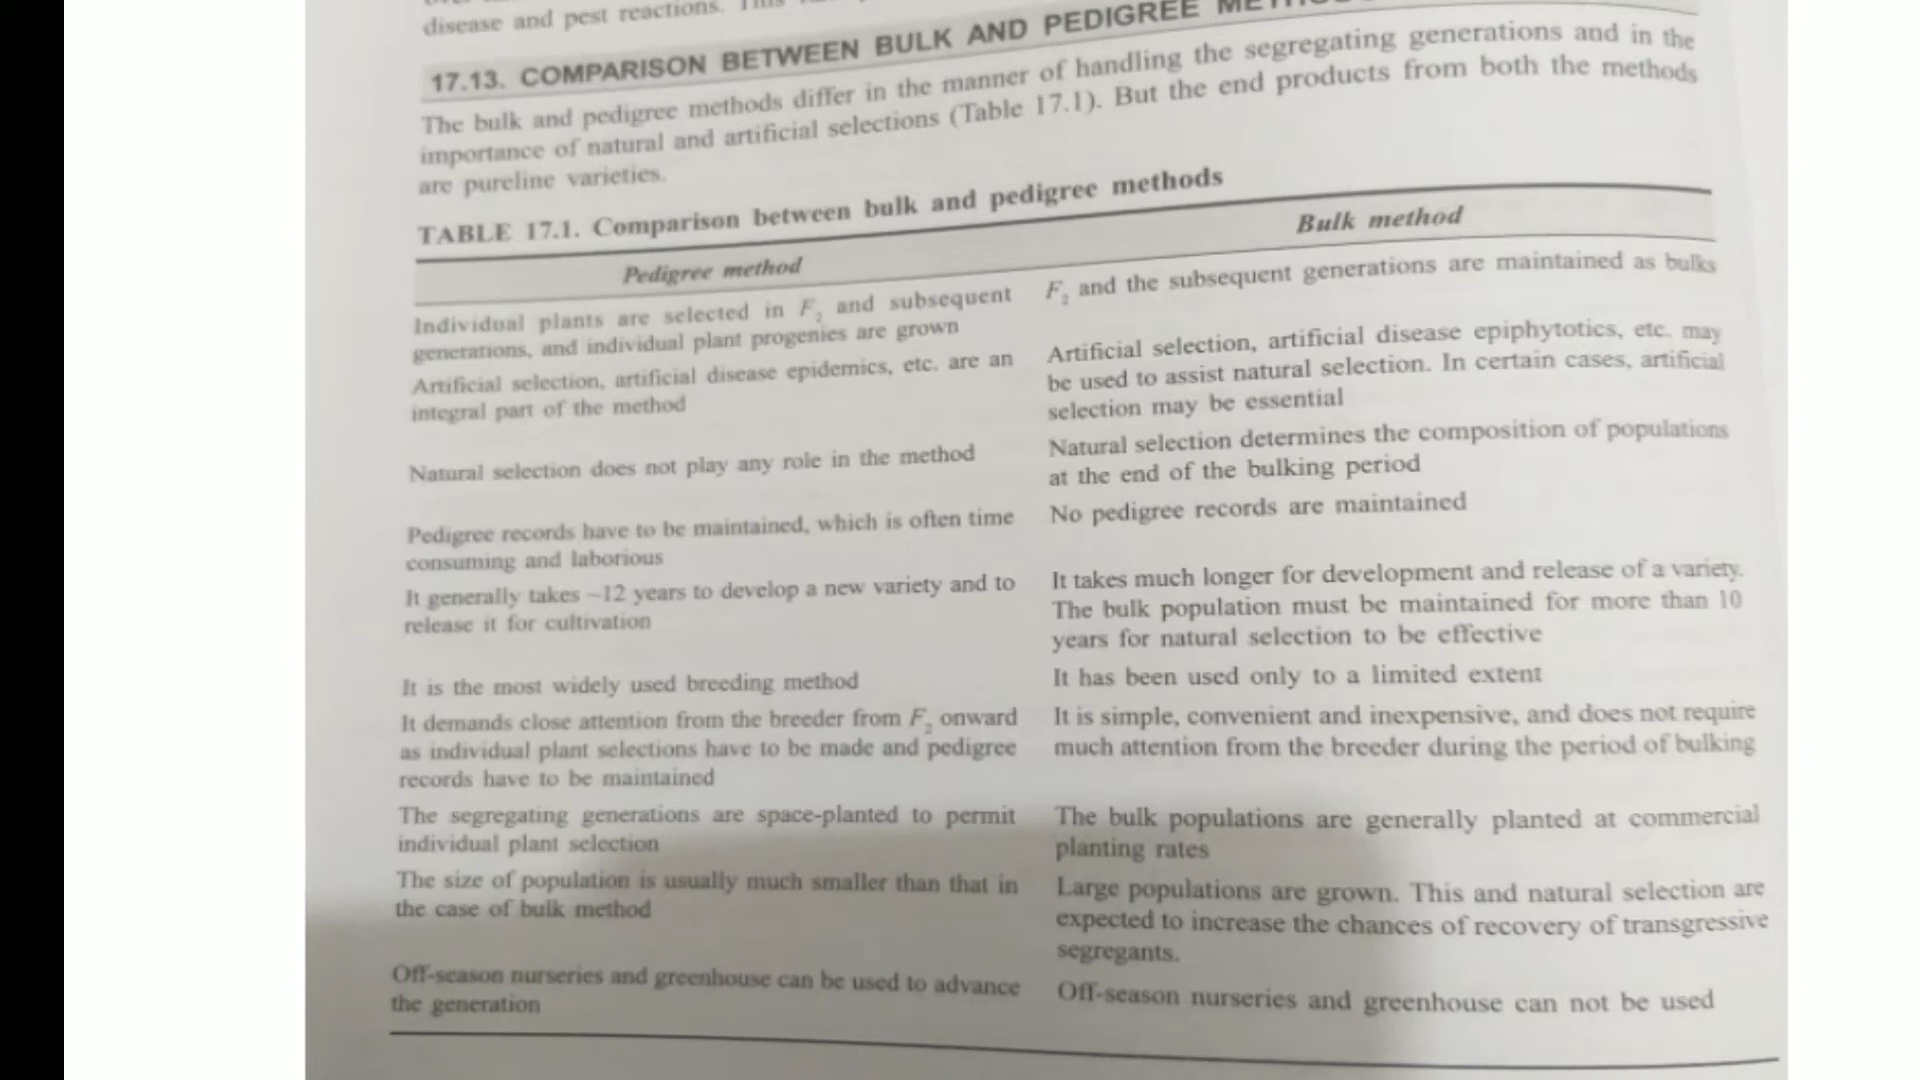 disease and pest reactions.
17.13. COMPARISON BETWEEN BULK AND PEDIGREE
The bulk and pedigree methods differ in the manner of handling the segregating generations and in the
importance of natural and artificial selections (Table 17.1). But the end products from both the methods
are pureline varieties.
TABLE 17.1. Comparison between bulk and pedigree methods
Pedigree method
Bulk method
Individual plants are selected in F₂ and subsequent
generations, and individual plant progenies are grown
F₂ and the subsequent generations are maintained as bulks
Artificial selection, artificial disease epidemics, etc. are an
integral part of the method
Artificial selection, artificial disease epiphytotics, etc. may
be used to assist natural selection. In certain cases, artificial
selection may be essential
Natural selection does not play any role in the method
Natural selection determines the composition of populations
at the end of the bulking period
Pedigree records have to be maintained, which is often time
consuming and laborious
No pedigree records are maintained
It generally takes ~12 years to develop a new variety and to
release it for cultivation
It takes much longer for development and release of a variety.
The bulk population must be maintained for more than 10
years for natural selection to be effective
It is the most widely used breeding method
It has been used only to a limited extent
It demands close attention from the breeder from F₂ onward
as individual plant selections have to be made and pedigree
records have to be maintained
It is simple, convenient and inexpensive, and does not require
much attention from the breeder during the period of bulking
The segregating generations are space-planted to permit
individual plant selection
The bulk populations are generally planted at commercial
planting rates
The size of population is usually much smaller than that in
the case of bulk method
Large populations are grown. This and natural selection are
expected to increase the chances of recovery of transgressive
segregants.
Off-season nurseries and greenhouse can be used to advance
the generation
Off-season nurseries and greenhouse can not be used